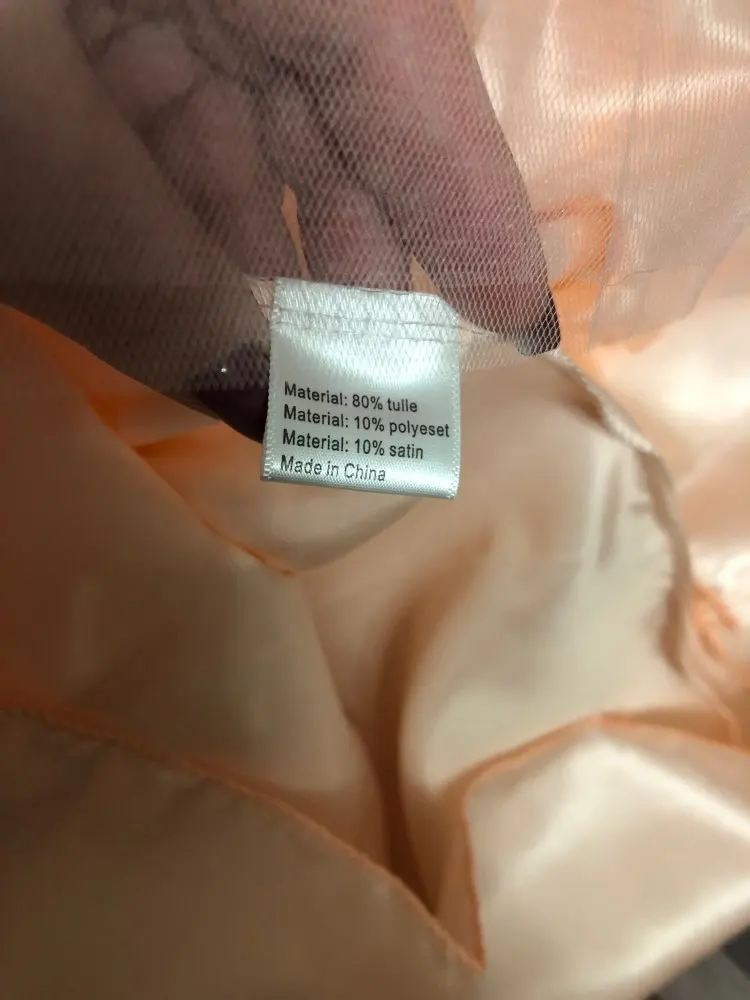 Material: 80% tulle
Material: 10% polyeset
Material: 10% satin
Made in China